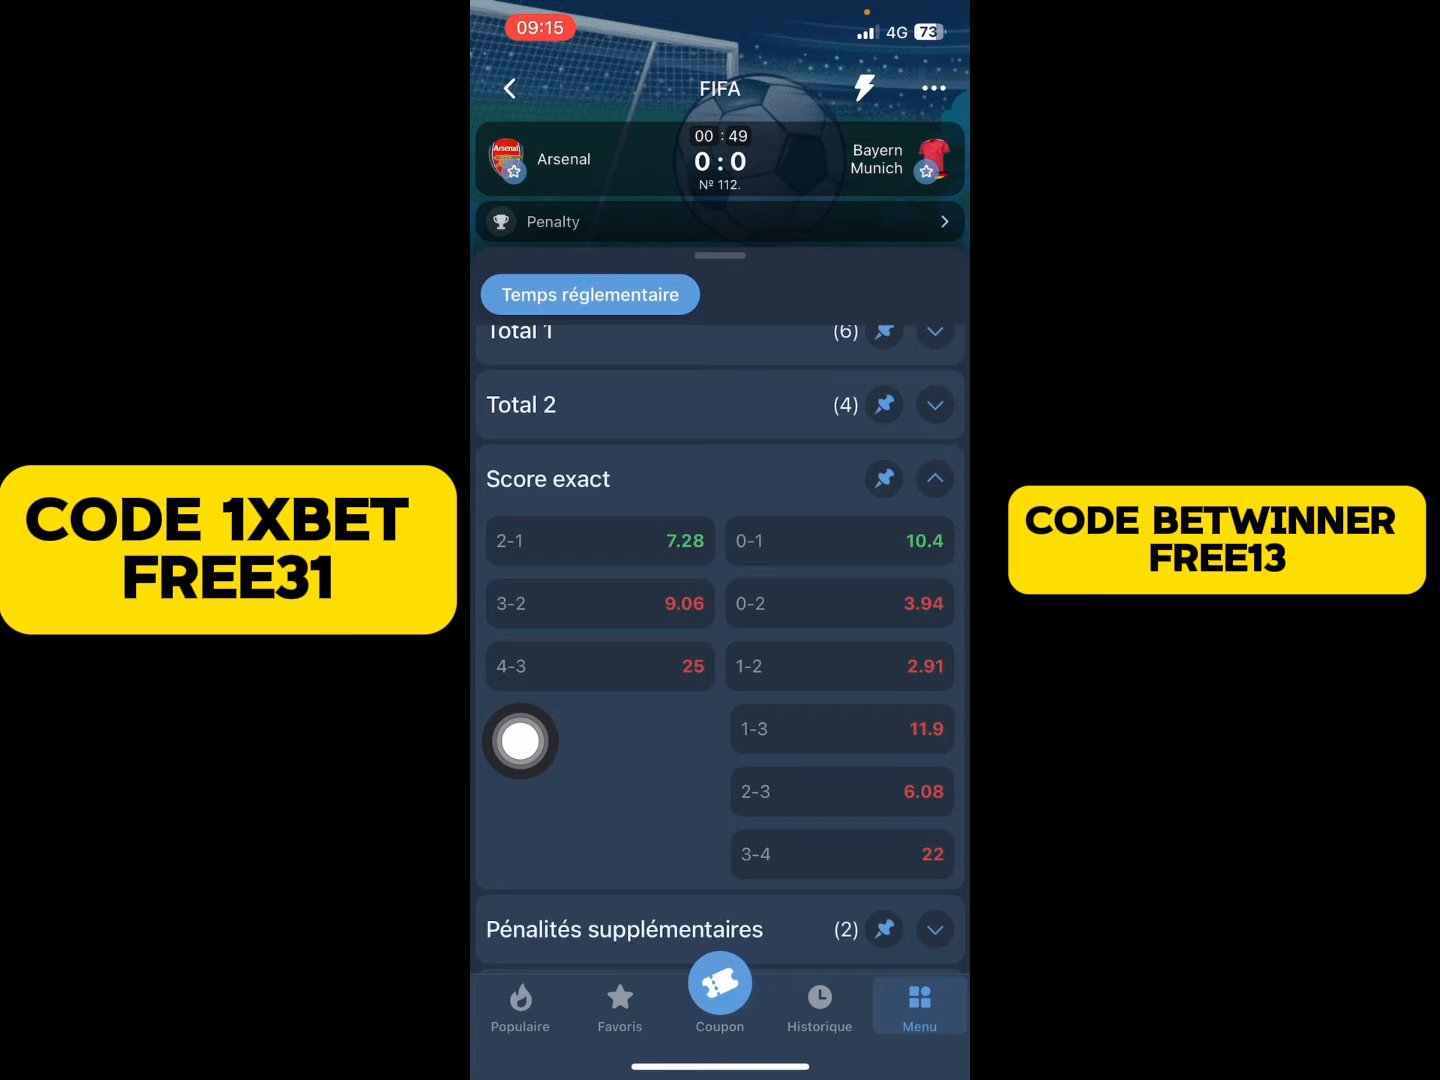 09:15
4G 73
FIFA
00 : 49
Arsenal
Arsenal
0 : 0
Bayern
Munich
Nº 112.
Penalty
Temps réglementaire
Total 1 (6)
Total 2 (4)
Score exact
2-1 7.28 0-1 10.4
3-2 9.06 0-2 3.94
4-3 25 1-2 2.91
1-3 11.9
2-3 6.08
3-4 22
Pénalités supplémentaires (2)
Populaire Favoris Coupon Historique Menu
CODE 1XBET
FREE31
CODE BETWINNER
FREE13